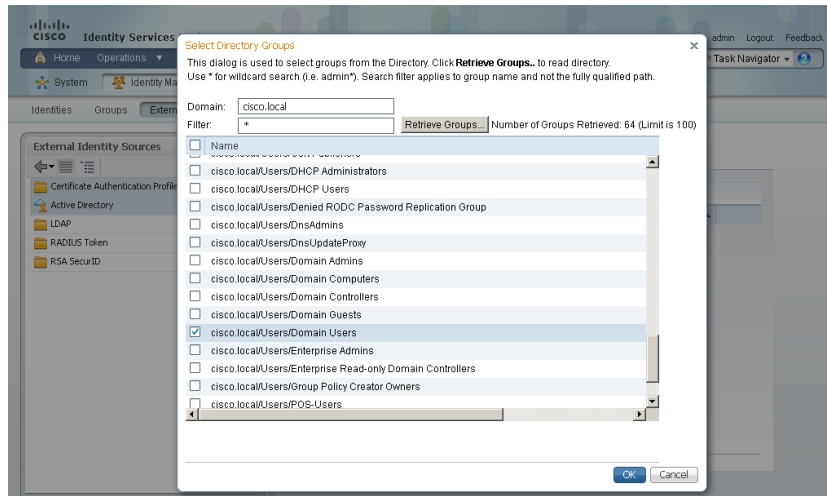 cisco Identity Services
admin Logout Feedback
Home Operations ▼
Task Navigator ▼
System Identity Ma
Identities Groups Extern
External Identity Sources
Certificate Authentication Profile
Active Directory
LDAP
RADIUS Token
RSA SecurID
Select Directory Groups
This dialog is used to select groups from the Directory. Click Retrieve Groups.. to read directory.
Use * for wildcard search (i.e. admin*). Search filter applies to group name and not the fully qualified path.
Domain: cisco.local
Filter: * Retrieve Groups... Number of Groups Retrieved: 64 (Limit is 100)
Name
cisco.local/Users/DHCP Administrators
cisco.local/Users/DHCP Users
cisco.local/Users/Denied RODC Password Replication Group
cisco.local/Users/DnsAdmins
cisco.local/Users/DnsUpdateProxy
cisco.local/Users/Domain Admins
cisco.local/Users/Domain Computers
cisco.local/Users/Domain Controllers
cisco.local/Users/Domain Guests
cisco.local/Users/Domain Users
cisco.local/Users/Enterprise Admins
cisco.local/Users/Enterprise Read-only Domain Controllers
cisco.local/Users/Group Policy Creator Owners
cisco.local/Users/POS-Users
OK Cancel